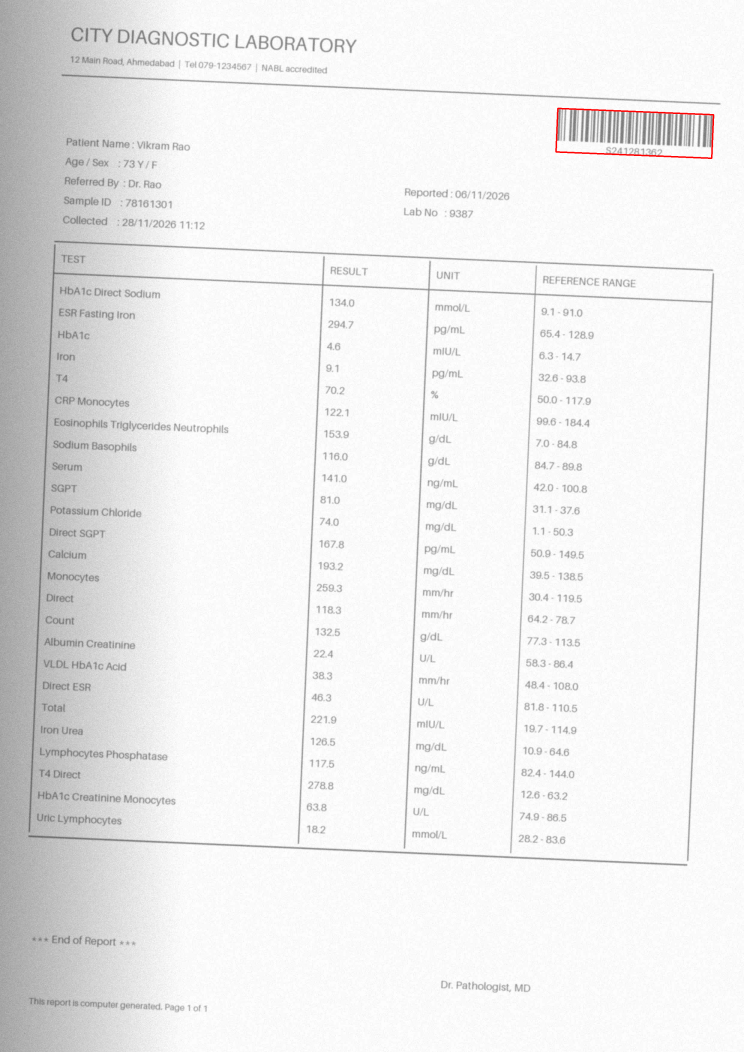 CITY DIAGNOSTIC LABORATORY
12 Main Road, Ahmedabad | Tel 079-1234567 | NABL accredited
S241281362
Patient Name : Vikram Rao
Age / Sex : 73 Y / F
Referred By : Dr. Rao
Reported : 06/11/2026
Sample ID : 78161301
Lab No : 9387
Collected : 28/11/2026 11:12
TEST RESULT UNIT REFERENCE RANGE
HbA1c Direct Sodium 134.0 mmol/L 9.1 - 91.0
ESR Fasting Iron 294.7 pg/mL 65.4 - 128.9
HbA1c 4.6 mIU/L 6.3 - 14.7
Iron 9.1 pg/mL 32.6 - 93.8
T4 70.2 % 50.0 - 117.9
CRP Monocytes 122.1 mIU/L 99.6 - 184.4
Eosinophils Triglycerides Neutrophils 153.9 g/dL 7.0 - 84.8
Sodium Basophils 116.0 g/dL 84.7 - 89.8
Serum 141.0 ng/mL 42.0 - 100.8
SGPT 81.0 mg/dL 31.1 - 37.6
Potassium Chloride 74.0 mg/dL 1.1 - 50.3
Direct SGPT 167.8 pg/mL 50.9 - 149.5
Calcium 193.2 mg/dL 39.5 - 138.5
Monocytes 259.3 mm/hr 30.4 - 119.5
Direct 118.3 mm/hr 64.2 - 78.7
Count 132.5 g/dL 77.3 - 113.5
Albumin Creatinine 22.4 U/L 58.3 - 86.4
VLDL HbA1c Acid 38.3 mm/hr 48.4 - 108.0
Direct ESR 46.3 U/L 81.8 - 110.5
Total 221.9 mIU/L 19.7 - 114.9
Iron Urea 126.5 mg/dL 10.9 - 64.6
Lymphocytes Phosphatase 117.5 ng/mL 82.4 - 144.0
T4 Direct 278.8 mg/dL 12.6 - 63.2
HbA1c Creatinine Monocytes 63.8 U/L 74.9 - 86.5
Uric Lymphocytes 18.2 mmol/L 28.2 - 83.6
*** End of Report ***
Dr. Pathologist, MD
This report is computer generated. Page 1 of 1